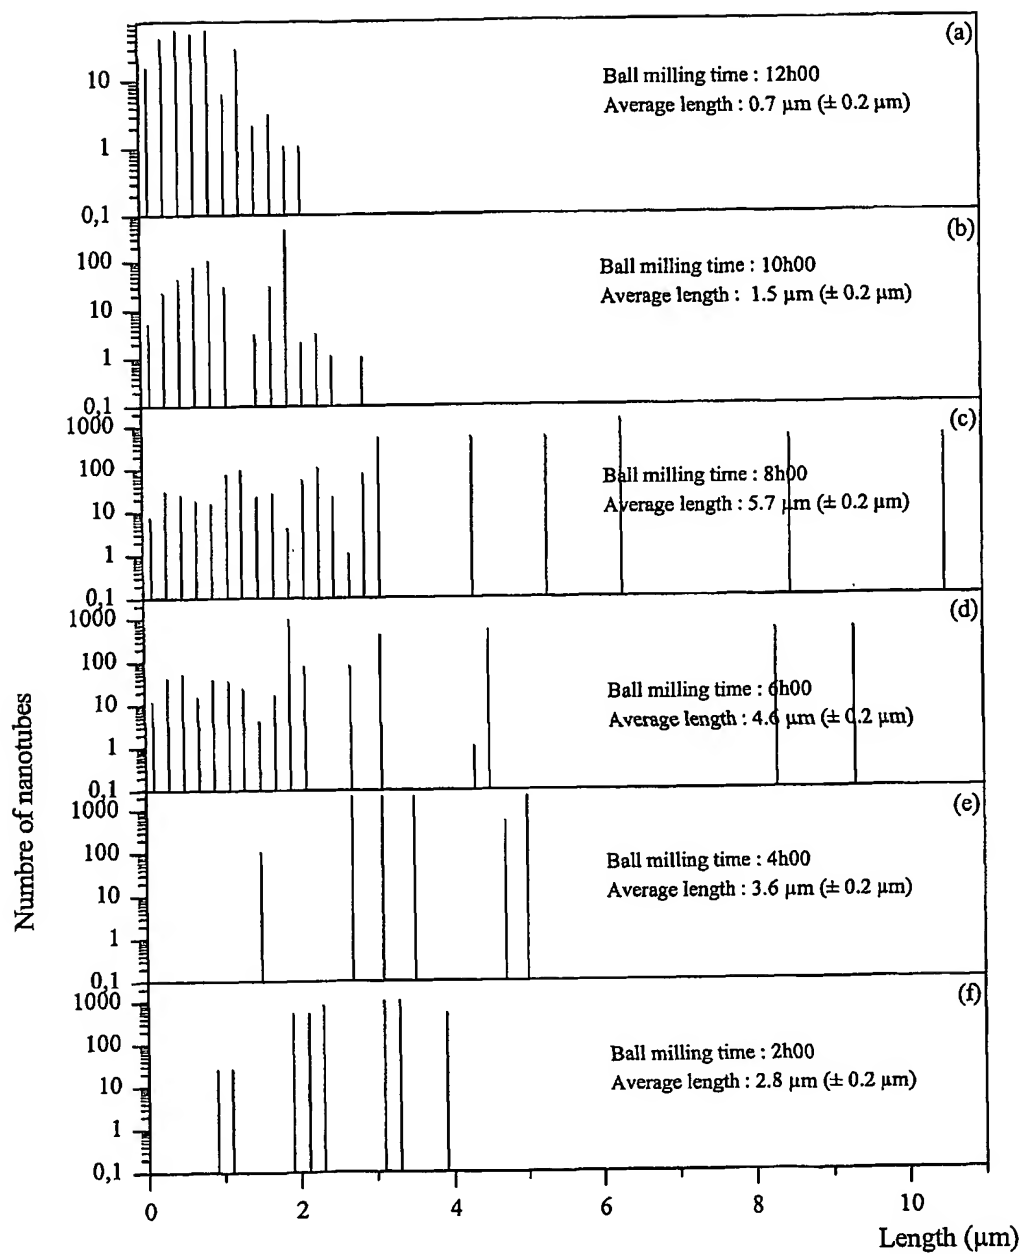 (a)
Ball milling time : 12h00
Average length : 0.7 µm (± 0.2 µm)
10
1
0,1
(b)
Ball milling time : 10h00
Average length : 1.5 µm (± 0.2 µm)
100
10
1
0,1
(c)
1000
100
Ball milling time : 8h00
Average length : 5.7 µm (± 0.2 µm)
10
1
0,1
(d)
1000
100
Ball milling time : 6h00
Average length : 4.6 µm (± 0.2 µm)
10
1
0,1
(e)
1000
100
Ball milling time : 4h00
Average length : 3.6 µm (± 0.2 µm)
10
1
0,1
(f)
1000
100
Ball milling time : 2h00
Average length : 2.8 µm (± 0.2 µm)
10
1
0,1
Numbre of nanotubes
0 2 4 6 8 10
Length (µm)